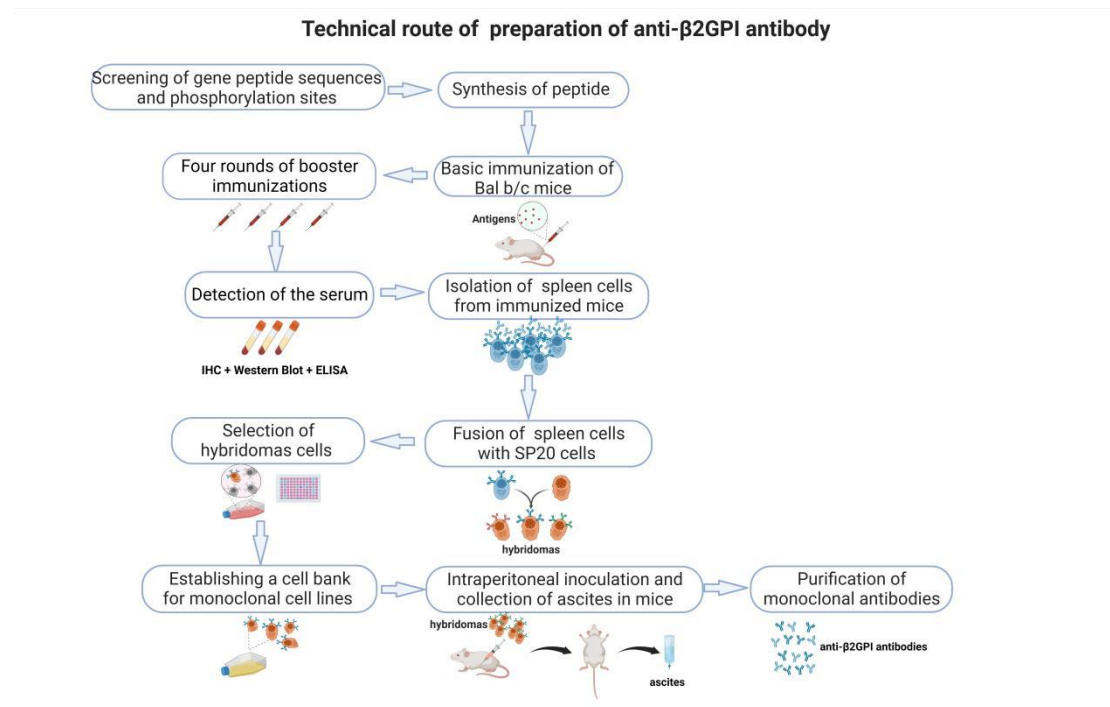 Technical route of preparation of anti-β2GPI antibody
Screening of gene peptide sequences
and phosphorylation sites
Synthesis of peptide
Basic immunization of
Bal b/c mice
Antigens
Four rounds of booster
immunizations
Detection of the serum
IHC + Western Blot + ELISA
Isolation of spleen cells
from immunized mice
Fusion of spleen cells
with SP20 cells
hybridomas
Selection of
hybridomas cells
Establishing a cell bank
for monoclonal cell lines
Intraperitoneal inoculation and
collection of ascites in mice
hybridomas
ascites
Purification of
monoclonal antibodies
anti-β2GPI antibodies